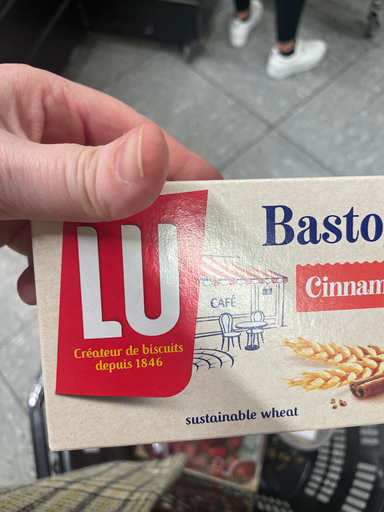 LU
Créateur de biscuits
depuis 1846
Basto
Cinnam
CAFÉ
sustainable wheat